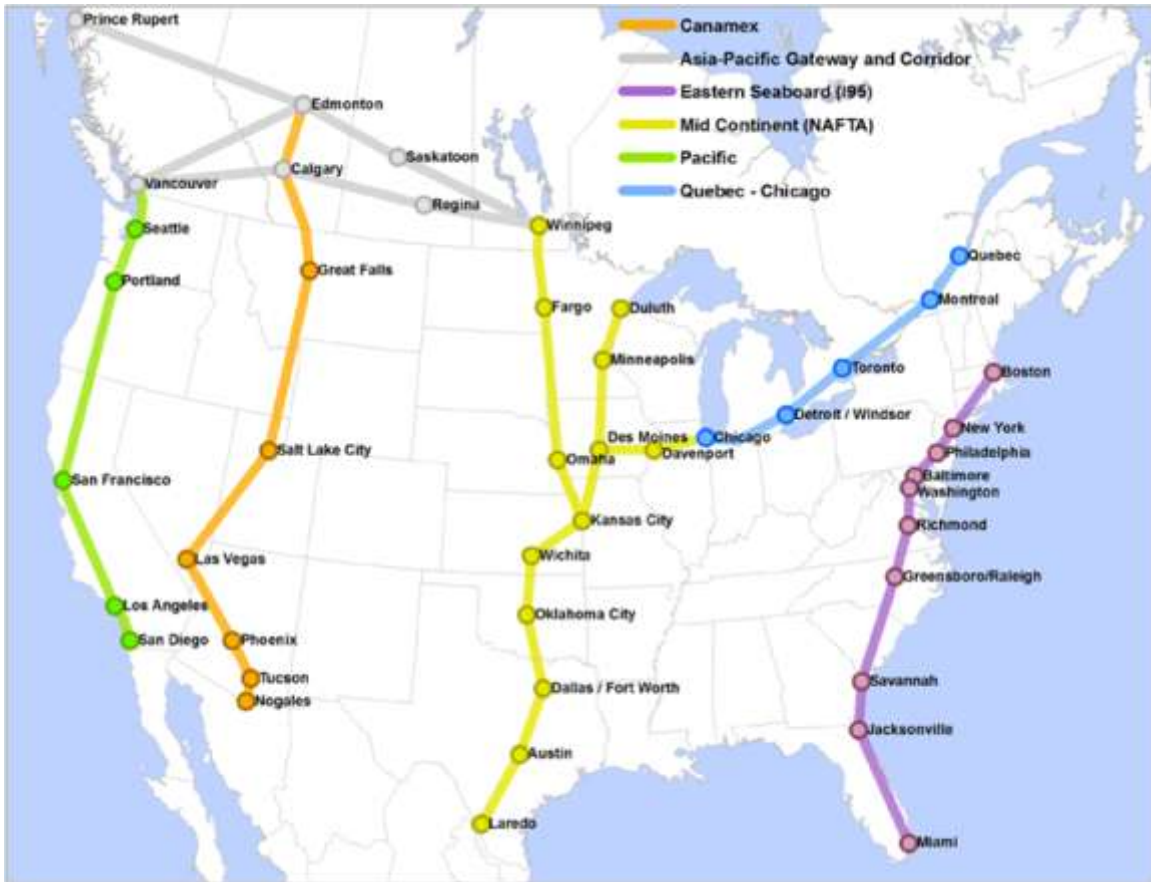 Prince Rupert
Canamex
Asia-Pacific Gateway and Corridor
Eastern Seaboard (I95)
Mid Continent (NAFTA)
Pacific
Quebec - Chicago
Edmonton
Saskatoon
Calgary
Vancouver
Regina
Winnipeg
Seattle
Quebec
Great Falls
Portland
Montreal
Fargo
Duluth
Minneapolis
Toronto
Boston
Detroit / Windsor
New York
Des Moines
Chicago
Salt Lake City
Davenport
Philadelphia
Omaha
Baltimore
San Francisco
Washington
Kansas City
Richmond
Wichita
Las Vegas
Greensboro/Raleigh
Los Angeles
Oklahoma City
San Diego
Phoenix
Tucson
Savannah
Dallas / Fort Worth
Nogales
Jacksonville
Austin
Laredo
Miami